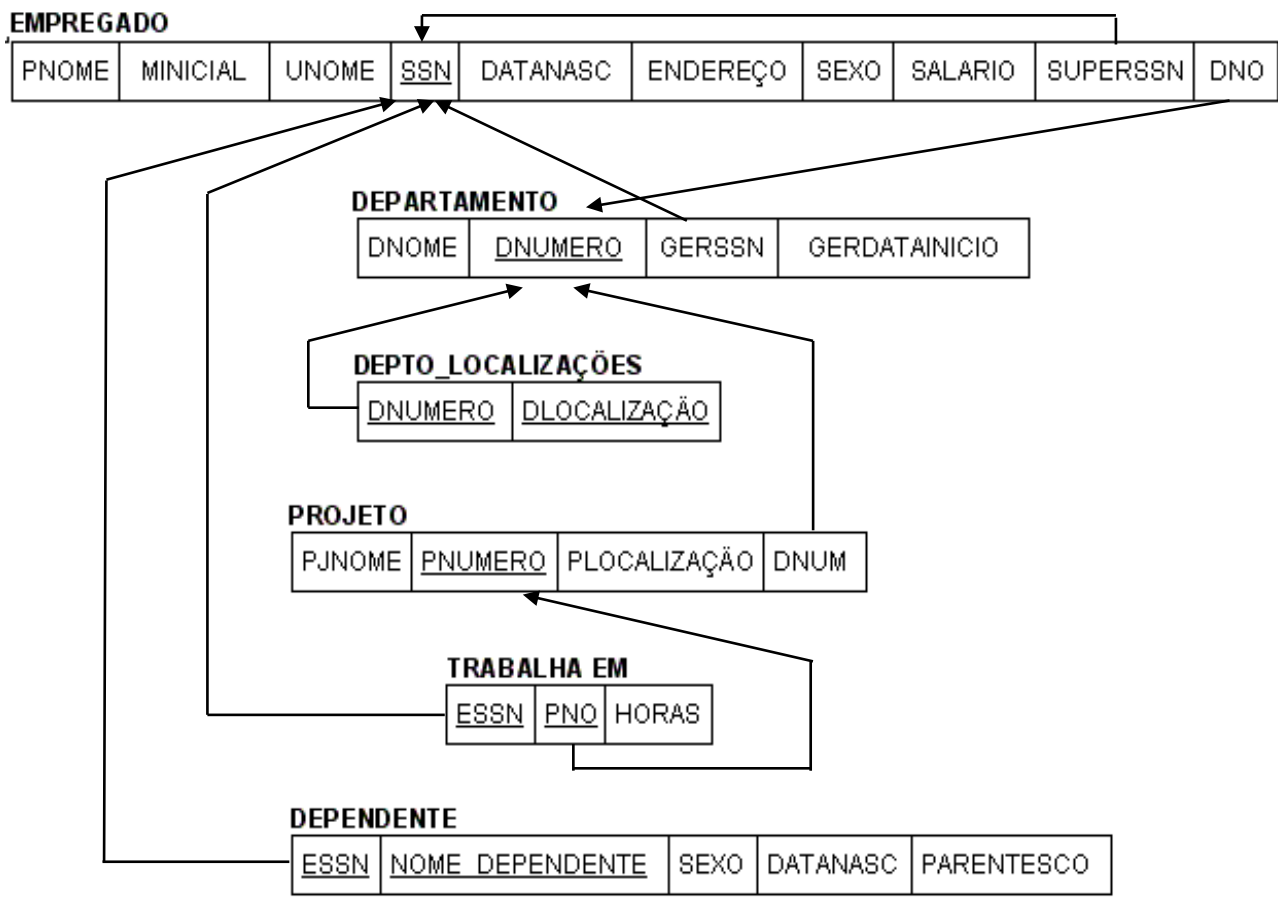 EMPREGADO
PNOME MINICIAL UNOME SSN DATANASC ENDEREÇO SEXO SALARIO SUPERSSN DNO
DEPARTAMENTO
DNOME DNUMERO GERSSN GERDATAINICIO
DEPTO_LOCALIZAÇÕES
DNUMERO DLOCALIZAÇÃO
PROJETO
PJNOME PNUMERO PLOCALIZAÇÃO DNUM
TRABALHA EM
ESSN PNO HORAS
DEPENDENTE
ESSN NOME_DEPENDENTE SEXO DATANASC PARENTESCO